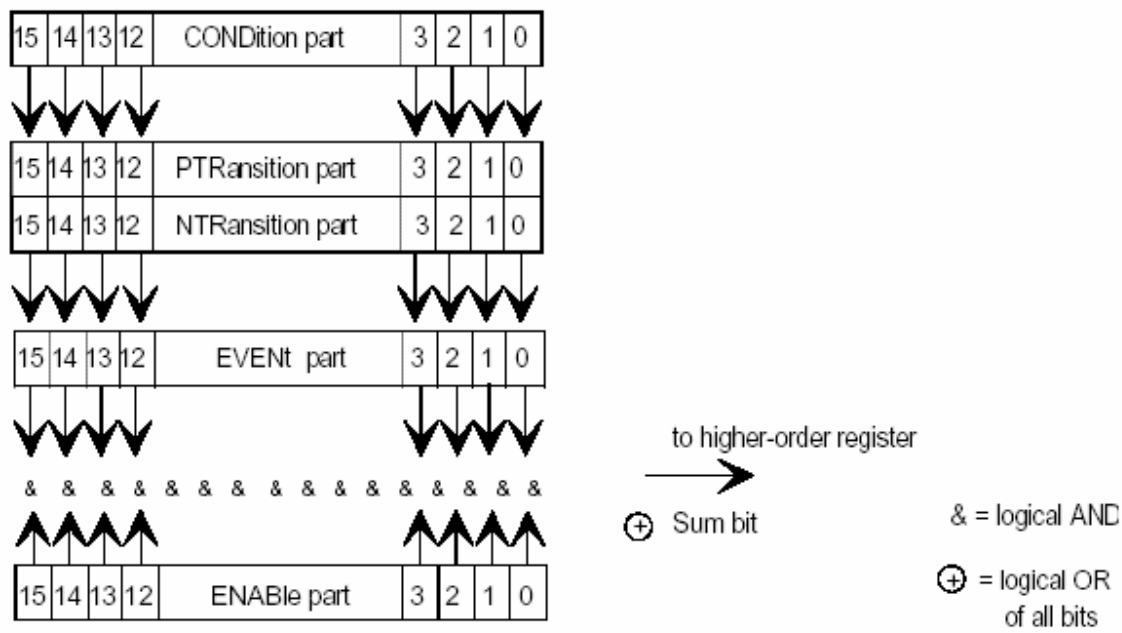 15 14 13 12 CONDition part 3 2 1 0
15 14 13 12 PTRansition part 3 2 1 0
15 14 13 12 NTRansition part 3 2 1 0
15 14 13 12 EVENt part 3 2 1 0
to higher-order register
& & & & & & & & & & & & & & & &
Sum bit
& = logical AND
15 14 13 12 ENABle part 3 2 1 0
= logical OR
of all bits